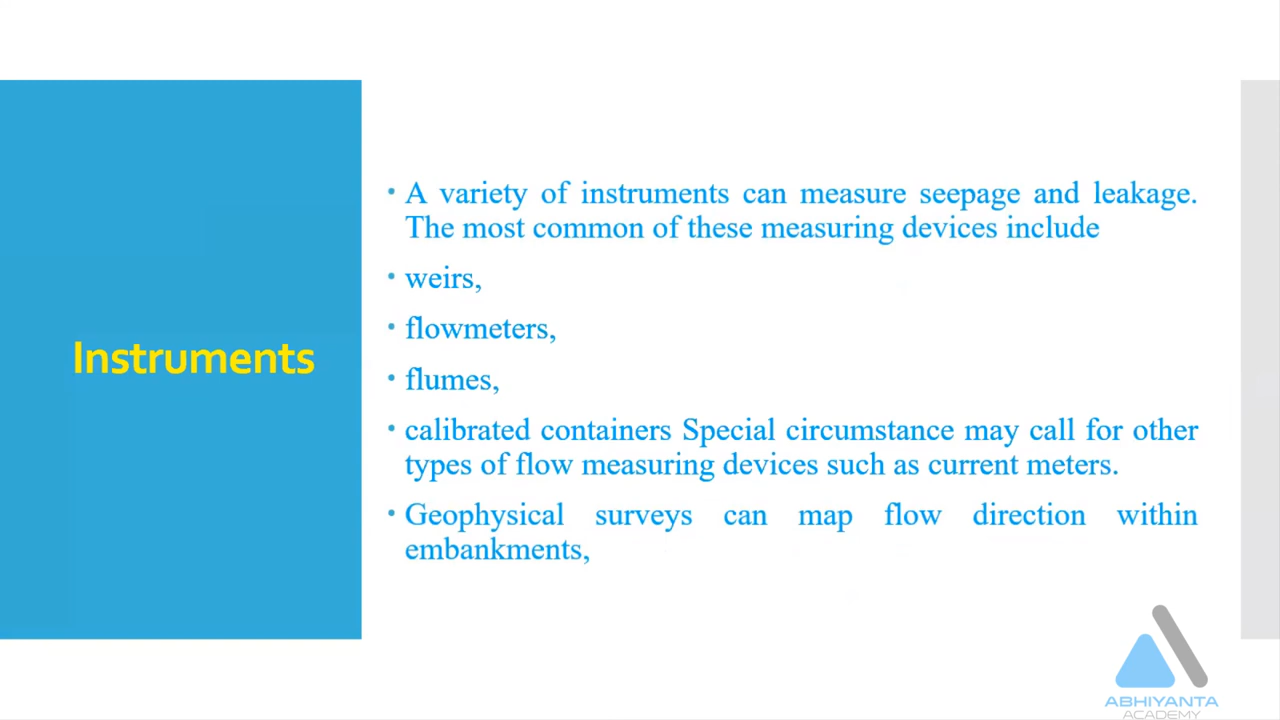 Instruments
• A variety of instruments can measure seepage and leakage.
The most common of these measuring devices include
• weirs,
• flowmeters,
• flumes,
• calibrated containers Special circumstance may call for other
types of flow measuring devices such as current meters.
• Geophysical surveys can map flow direction within
embankments,
ABHIYANTA
ACADEMY